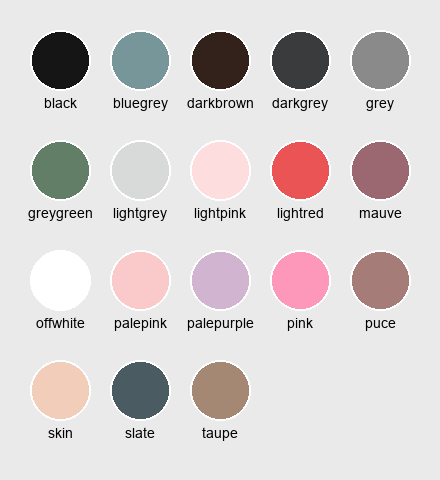 black bluegrey darkbrown darkgrey grey
greygreen lightgrey lightpink lightred mauve
offwhite palepink palepurple pink puce
skin slate taupe